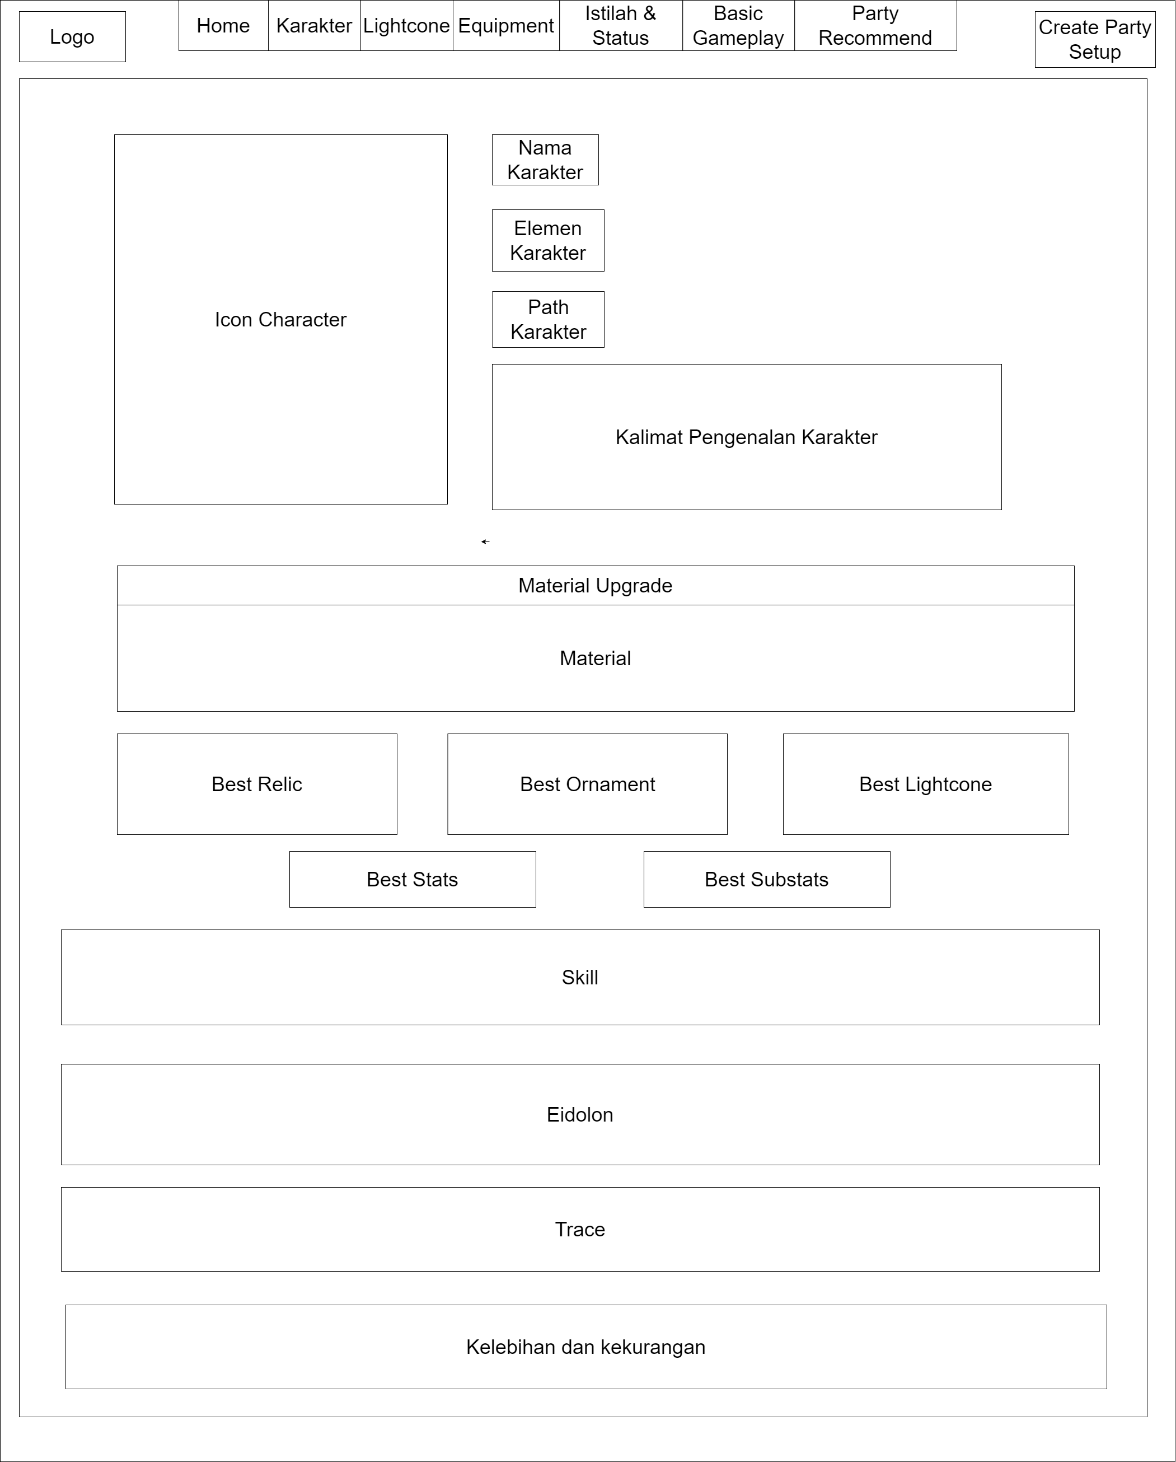 Logo
Home
Karakter
Lightcone
Equipment
Istilah &
Status
Basic
Gameplay
Party
Recommend
Create Party
Setup
Icon Character
Nama
Karakter
Elemen
Karakter
Path
Karakter
Kalimat Pengenalan Karakter
Material Upgrade
Material
Best Relic
Best Ornament
Best Lightcone
Best Stats
Best Substats
Skill
Eidolon
Trace
Kelebihan dan kekurangan